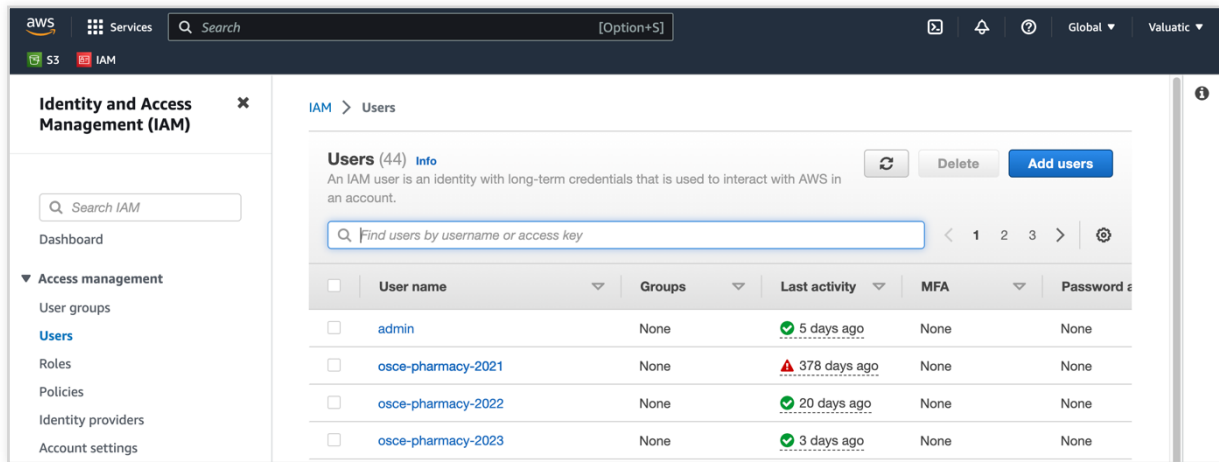 aws
Services
Search
[Option+S]
Global
Valuatic
S3
IAM
Identity and Access
Management (IAM)
Search IAM
Dashboard
Access management
User groups
Users
Roles
Policies
Identity providers
Account settings
IAM > Users
Users (44) Info
An IAM user is an identity with long-term credentials that is used to interact with AWS in
an account.
Delete
Add users
Find users by username or access key
1 2 3
User name Groups Last activity MFA Password a
admin None 5 days ago None None
osce-pharmacy-2021 None 378 days ago None None
osce-pharmacy-2022 None 20 days ago None None
osce-pharmacy-2023 None 3 days ago None None